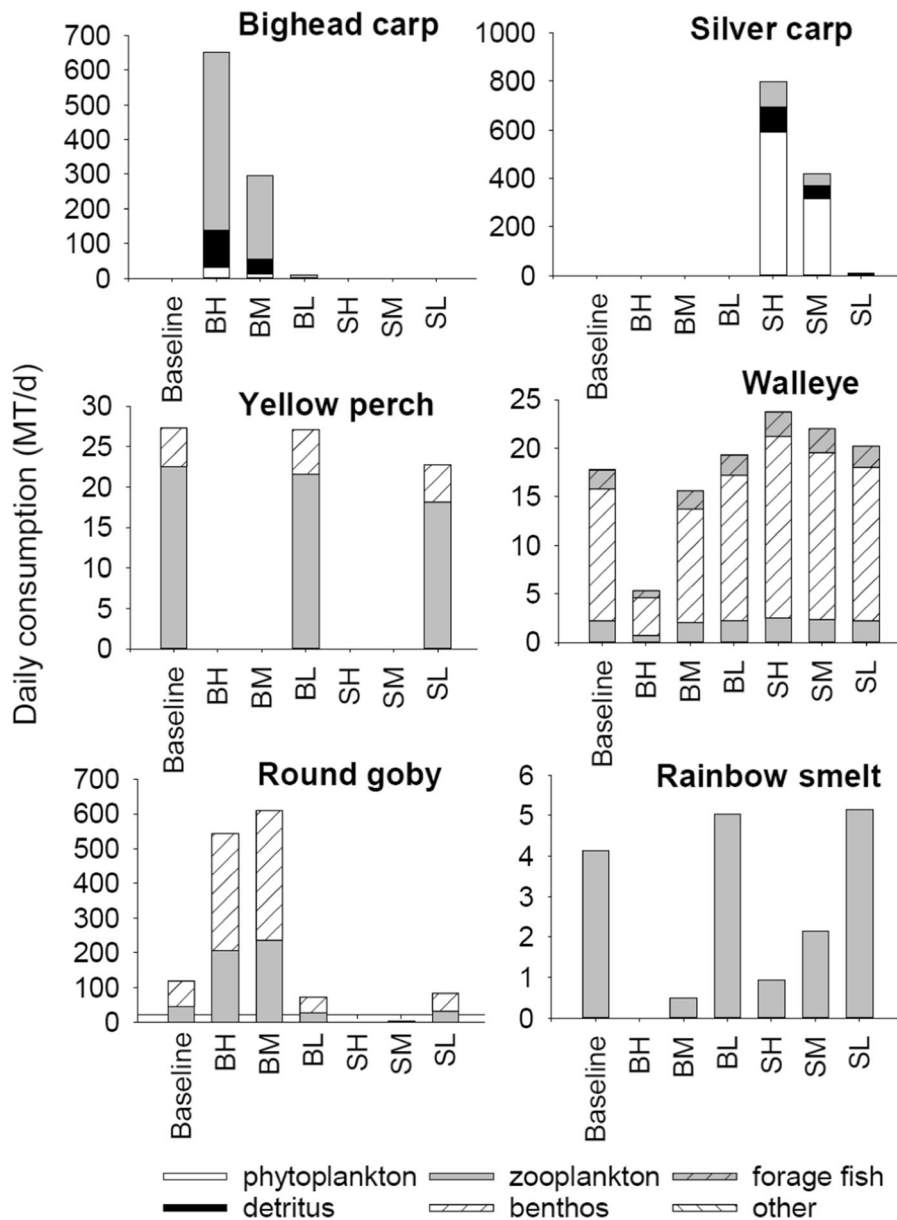 Bighead carp
700
600
500
400
300
200
100
0
Baseline
BH
BM
BL
SH
SM
SL
Silver carp
1000
800
600
400
200
0
Baseline
BH
BM
BL
SH
SM
SL
Daily consumption (MT/d)
Yellow perch
30
25
20
15
10
5
0
Baseline
BH
BM
BL
SH
SM
SL
Walleye
25
20
15
10
5
0
Baseline
BH
BM
BL
SH
SM
SL
Round goby
700
600
500
400
300
200
100
0
Baseline
BH
BM
BL
SH
SM
SL
Rainbow smelt
6
5
4
3
2
1
0
Baseline
BH
BM
BL
SH
SM
SL
phytoplankton zooplankton forage fish
detritus benthos other